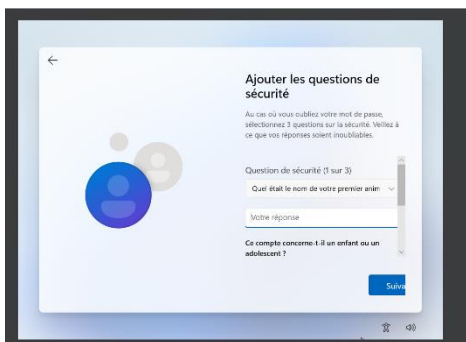 Ajouter les questions de
sécurité
Au cas où vous oubliez votre mot de passe,
sélectionnez 3 questions sur la sécurité. Veillez à
ce que vos réponses soient inoubliables.
Question de sécurité (1 sur 3)
Quel était le nom de votre premier anim
Votre réponse
Ce compte concerne-t-il un enfant ou un
adolescent ?
Suiva